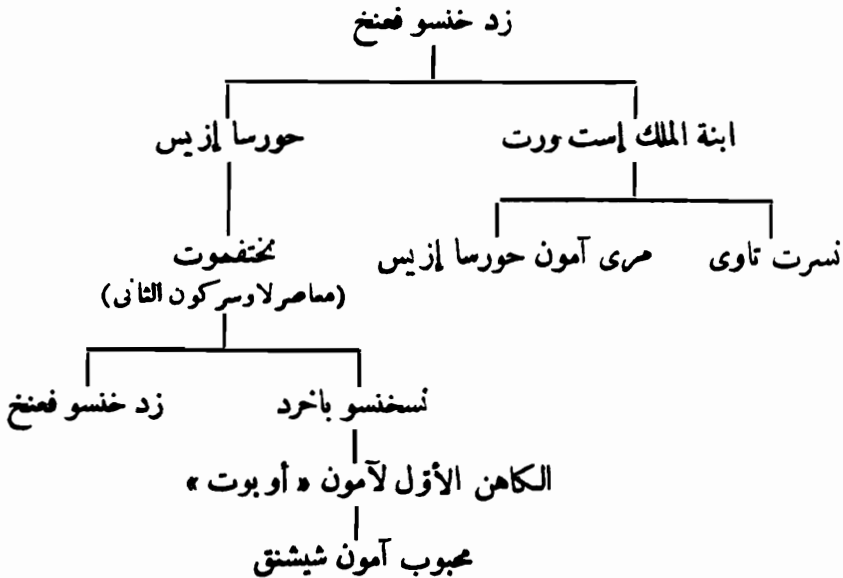 زد خنسو فعنخ
ابنة الملك إست ورت
حورسا إزيس
نسرت تاوى
مرى آمون حورسا إزيس
نختفموت
(معاصر لاوسركون الثانى)
نسخنسو باخرد
زد خنسو فعنخ
الكاهن الأول لآمون « أوبوت »
محبوب آمون شيشنق